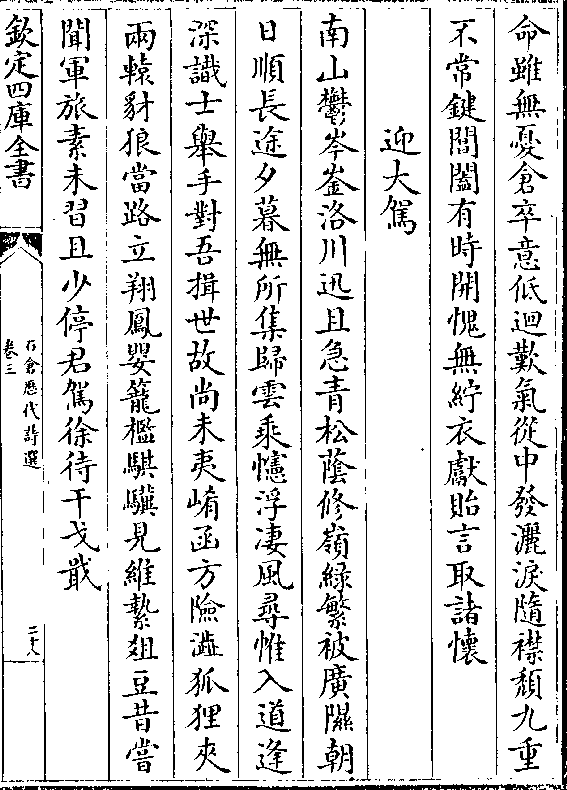 命雖無憂倉卒意低迴歎氣從中發灑淚隨襟頹九重
不常鍵閶闔有時開愧無紵衣獻貽言取諸懷
迎大駕
南山鬱岑崟洛川迅且急青松蔭修嶺綠繁被廣隰朝
日順長途夕暮無所集歸雲乘幰浮淒風尋帷入道逢
深識士舉手對吾揖世故尚未夷崤函方險澁狐狸夾
兩轅豺狼當路立翔鳳嬰籠檻騏驥見維縶爼豆昔嘗
聞軍旅素未習且少停君駕徐待干戈戢
欽定四庫全書
石倉歷代詩選
卷三
二十八